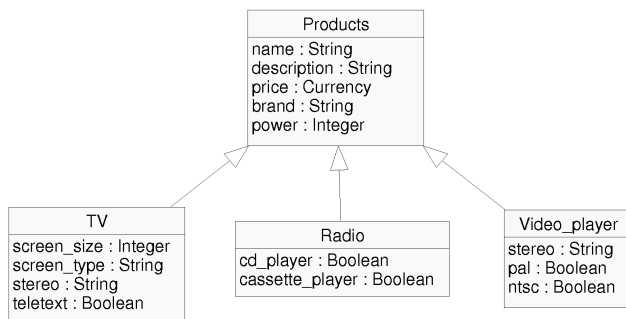 Products
name : String
description : String
price : Currency
brand : String
power : Integer
TV
screen_size : Integer
screen_type : String
stereo : String
teletext : Boolean
Radio
cd_player : Boolean
cassette_player : Boolean
Video_player
stereo : String
pal : Boolean
ntsc : Boolean